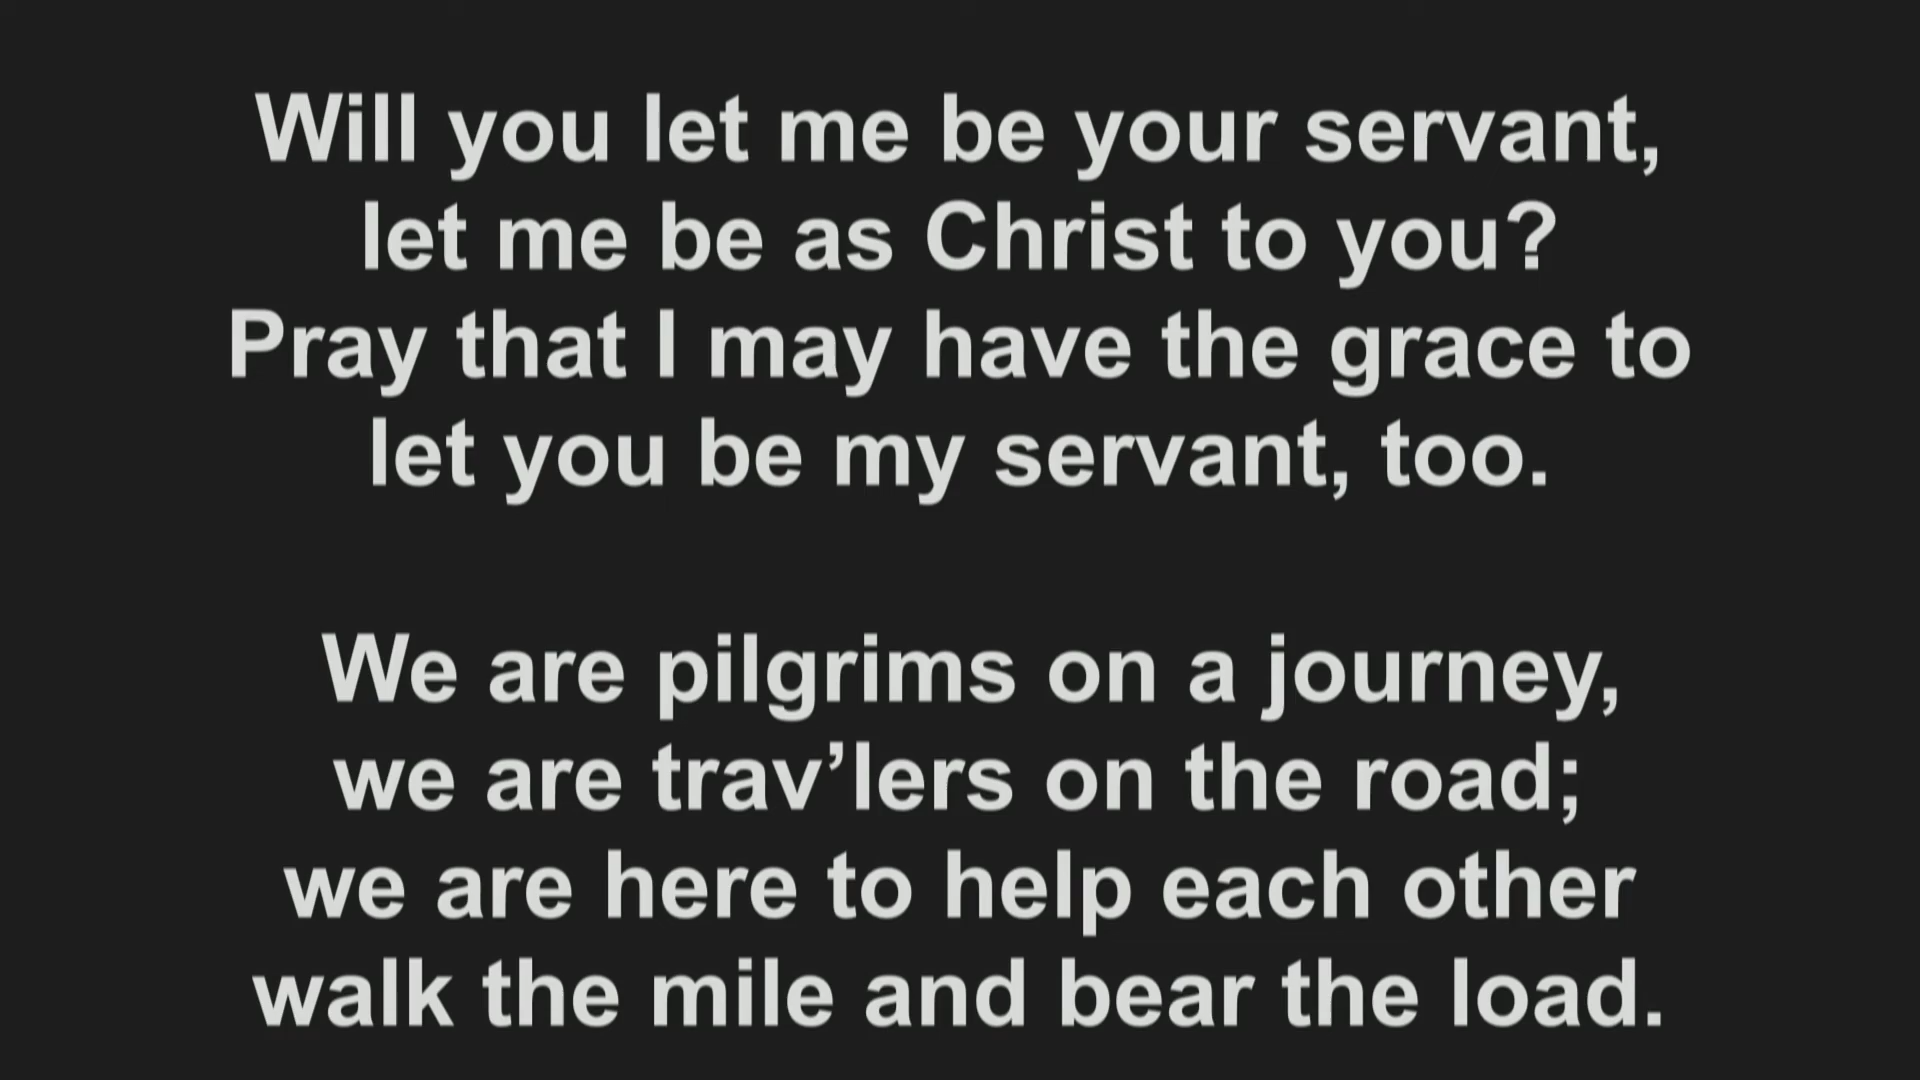 Will you let me be your servant,
let me be as Christ to you?
Pray that I may have the grace to
let you be my servant, too.
We are pilgrims on a journey,
we are trav’lers on the road;
we are here to help each other
walk the mile and bear the load.